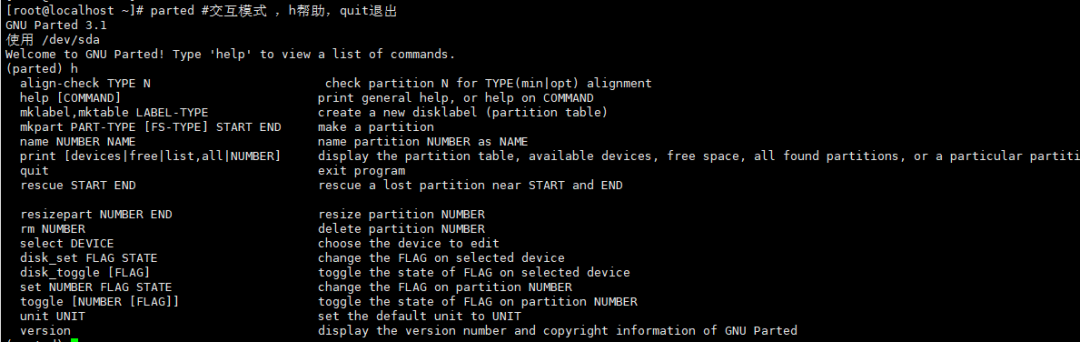 [root@localhost ~]# parted #交互模式 ，h帮助，quit退出
GNU Parted 3.1
使用 /dev/sda
Welcome to GNU Parted! Type 'help' to view a list of commands.
(parted) h
align-check TYPE N check partition N for TYPE(min|opt) alignment
help [COMMAND] print general help, or help on COMMAND
mklabel,mktable LABEL-TYPE create a new disklabel (partition table)
mkpart PART-TYPE [FS-TYPE] START END make a partition
name NUMBER NAME name partition NUMBER as NAME
print [devices|free|list,all|NUMBER] display the partition table, available devices, free space, all found partitions, or a particular partiti
quit exit program
rescue START END rescue a lost partition near START and END
resizepart NUMBER END resize partition NUMBER
rm NUMBER delete partition NUMBER
select DEVICE choose the device to edit
disk_set FLAG STATE change the FLAG on selected device
disk_toggle [FLAG] toggle the state of FLAG on selected device
set NUMBER FLAG STATE change the FLAG on partition NUMBER
toggle [NUMBER [FLAG]] toggle the state of FLAG on partition NUMBER
unit UNIT set the default unit to UNIT
version display the version number and copyright information of GNU Parted